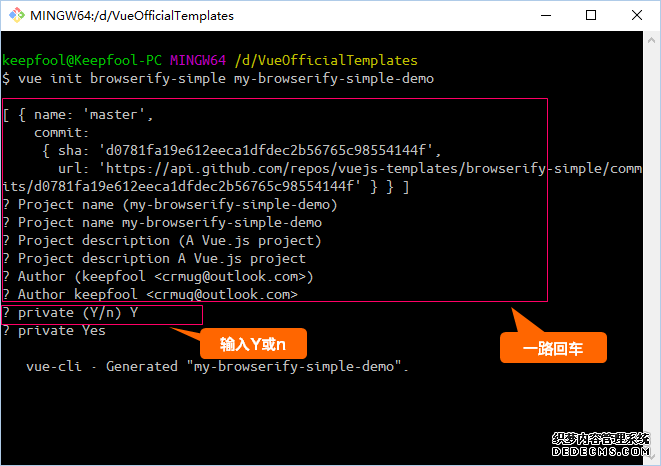 MINGW64:/d/VueOfficialTemplates
keepfool@Keepfool-PC MINGW64 /d/VueOfficialTemplates
$ vue init browserify-simple my-browserify-simple-demo
[ { name: 'master',
commit:
{ sha: 'd0781fa19e612eeca1dfdec2b56765c98554144f',
url: 'https://api.github.com/repos/vuejs-templates/browserify-simple/comm
its/d0781fa19e612eeca1dfdec2b56765c98554144f' } } ]
? Project name (my-browserify-simple-demo)
? Project name my-browserify-simple-demo
? Project description (A Vue.js project)
? Project description A Vue.js project
? Author (keepfool <crmug@outlook.com>)
? Author keepfool <crmug@outlook.com>
? private (Y/n) Y
? private Yes
输入Y或n
一路回车
vue-cli · Generated "my-browserify-simple-demo".
织梦内容管理系统
DEDECMS.COM